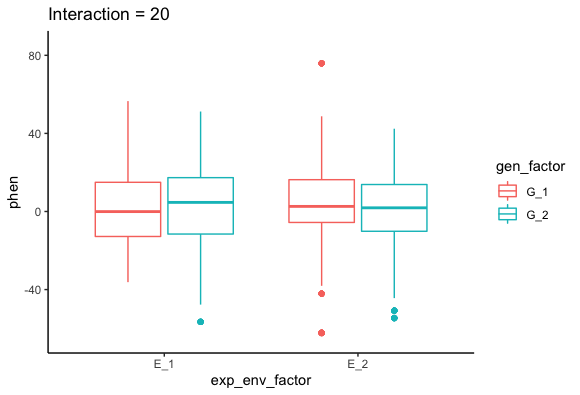 Interaction = 20
80
40
0
-40
phen
E_1
E_2
exp_env_factor
gen_factor
G_1
G_2